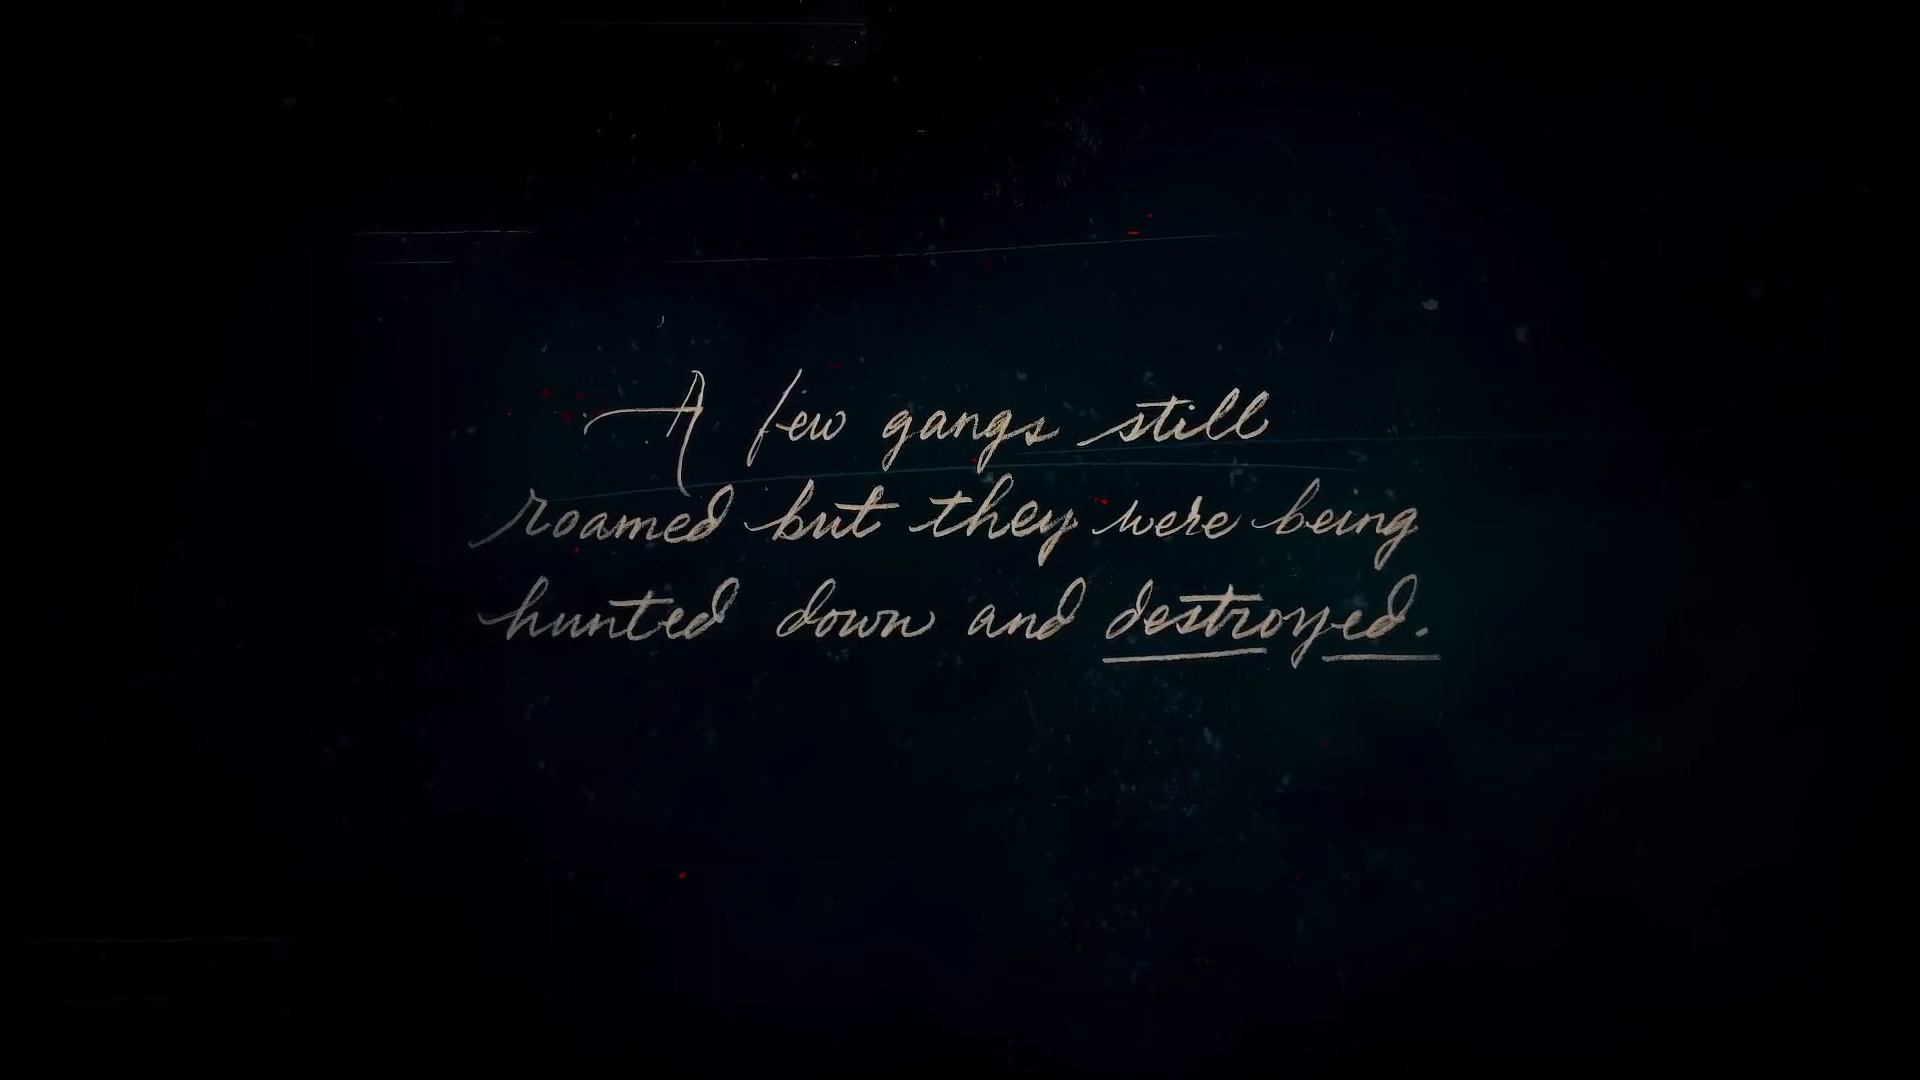 A few gangs still
roamed but they were being
hunted down and destroyed.